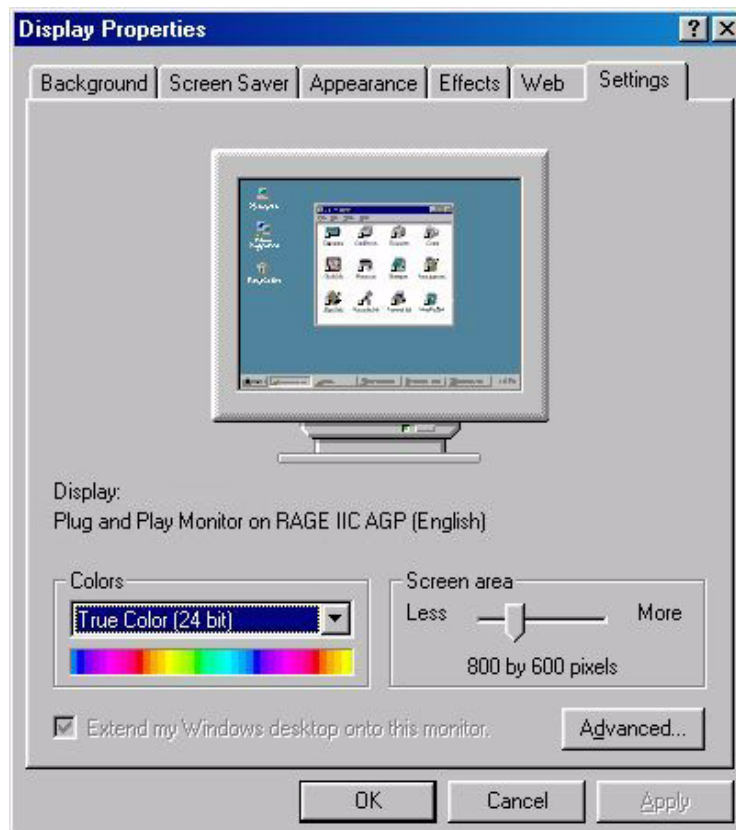 Display Properties
Background Screen Saver Appearance Effects Web Settings
Display:
Plug and Play Monitor on RAGE IIC AGP (English)
Colors
True Color (24 bit)
Screen area
Less More
800 by 600 pixels
Extend my Windows desktop onto this monitor.
Advanced...
OK Cancel Apply